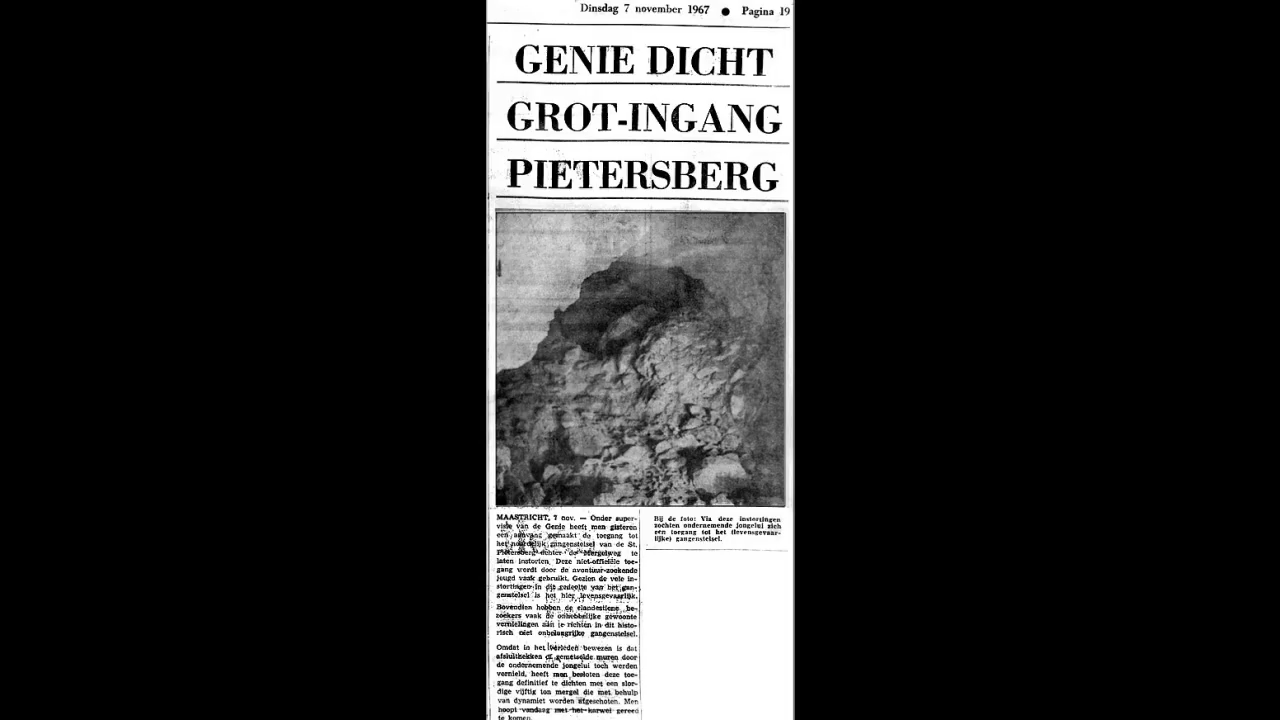 Dinsdag 7 november 1967 ● Pagina 19
GENIE DICHT
GROT-INGANG
PIETERSBERG
MAASTRICHT, 7 nov. — Onder super-
visie van de Genie heeft men gisteren
een aanvang gemaakt de toegang tot
het noordelijk gangenstelsel van de St.
Pietersberg achter de Mergelweg te
laten instorten. Deze niet-officiële toe-
gang werdt door de avontuur-zoekende
jeugd vaak gebruikt. Gezien de vele in-
stortingen in dit gedeelte van het gan-
genstelsel is het hier levensgevaarlijk.
Bovendien hebben de clandestiene be-
zoekers vaak de onhebbelijke gewoonte
vernielingen aan te richten in dit histo-
risch niet onbelangrijke gangenstelsel.
Omdat in het verleden bewezen is dat
afsluithekken of gemetselde muren door
de ondernemende jongelui toch werden
vernield, heeft men besloten deze toe-
gang definitief te dichten met een slor-
dige vijftig ton mergel die met behulp
van dynamiet worden afgeschoten. Men
hoopt vandaag met het karwei gereed
te komen.
Bij de foto: Via deze instortingen
zochten ondernemende jongelui zich
een toegang tot het (levensgevaar-
lijke) gangenstelsel.